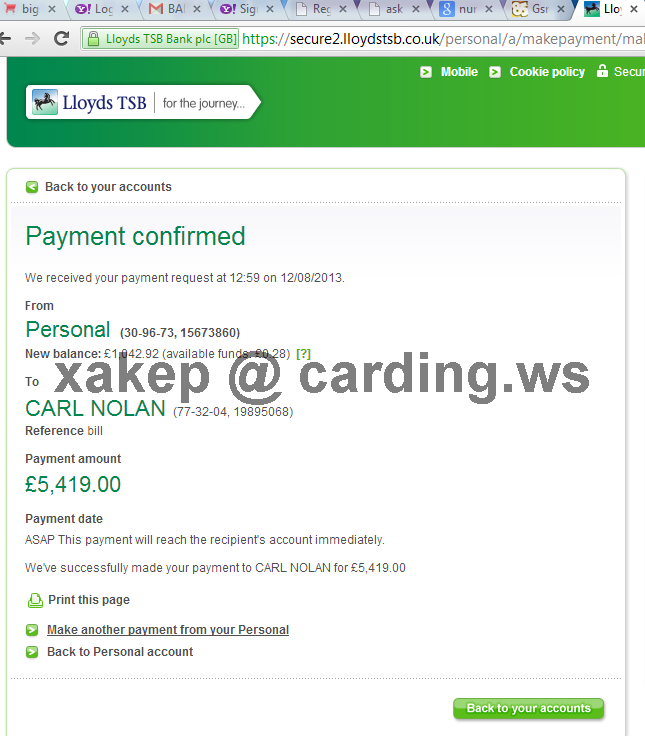 big
Log
BA
Sig
Reg
ask
nur
Gsm
Llo
Lloyds TSB Bank plc [GB] https://secure2.lloydstsb.co.uk/personal/a/makepayment/ma
Mobile Cookie policy Secur
Lloyds TSB for the journey...
Back to your accounts
Payment confirmed
We received your payment request at 12:59 on 12/08/2013.
From
Personal (30-96-73, 15673860)
New balance: £1,042.92 (available funds, £0.28) [?]
xakep @ carding.ws
To
CARL NOLAN (77-32-04, 19895068)
Reference bill
Payment amount
£5,419.00
Payment date
ASAP This payment will reach the recipient's account immediately.
We've successfully made your payment to CARL NOLAN for £5,419.00
Print this page
Make another payment from your Personal
Back to Personal account
Back to your accounts